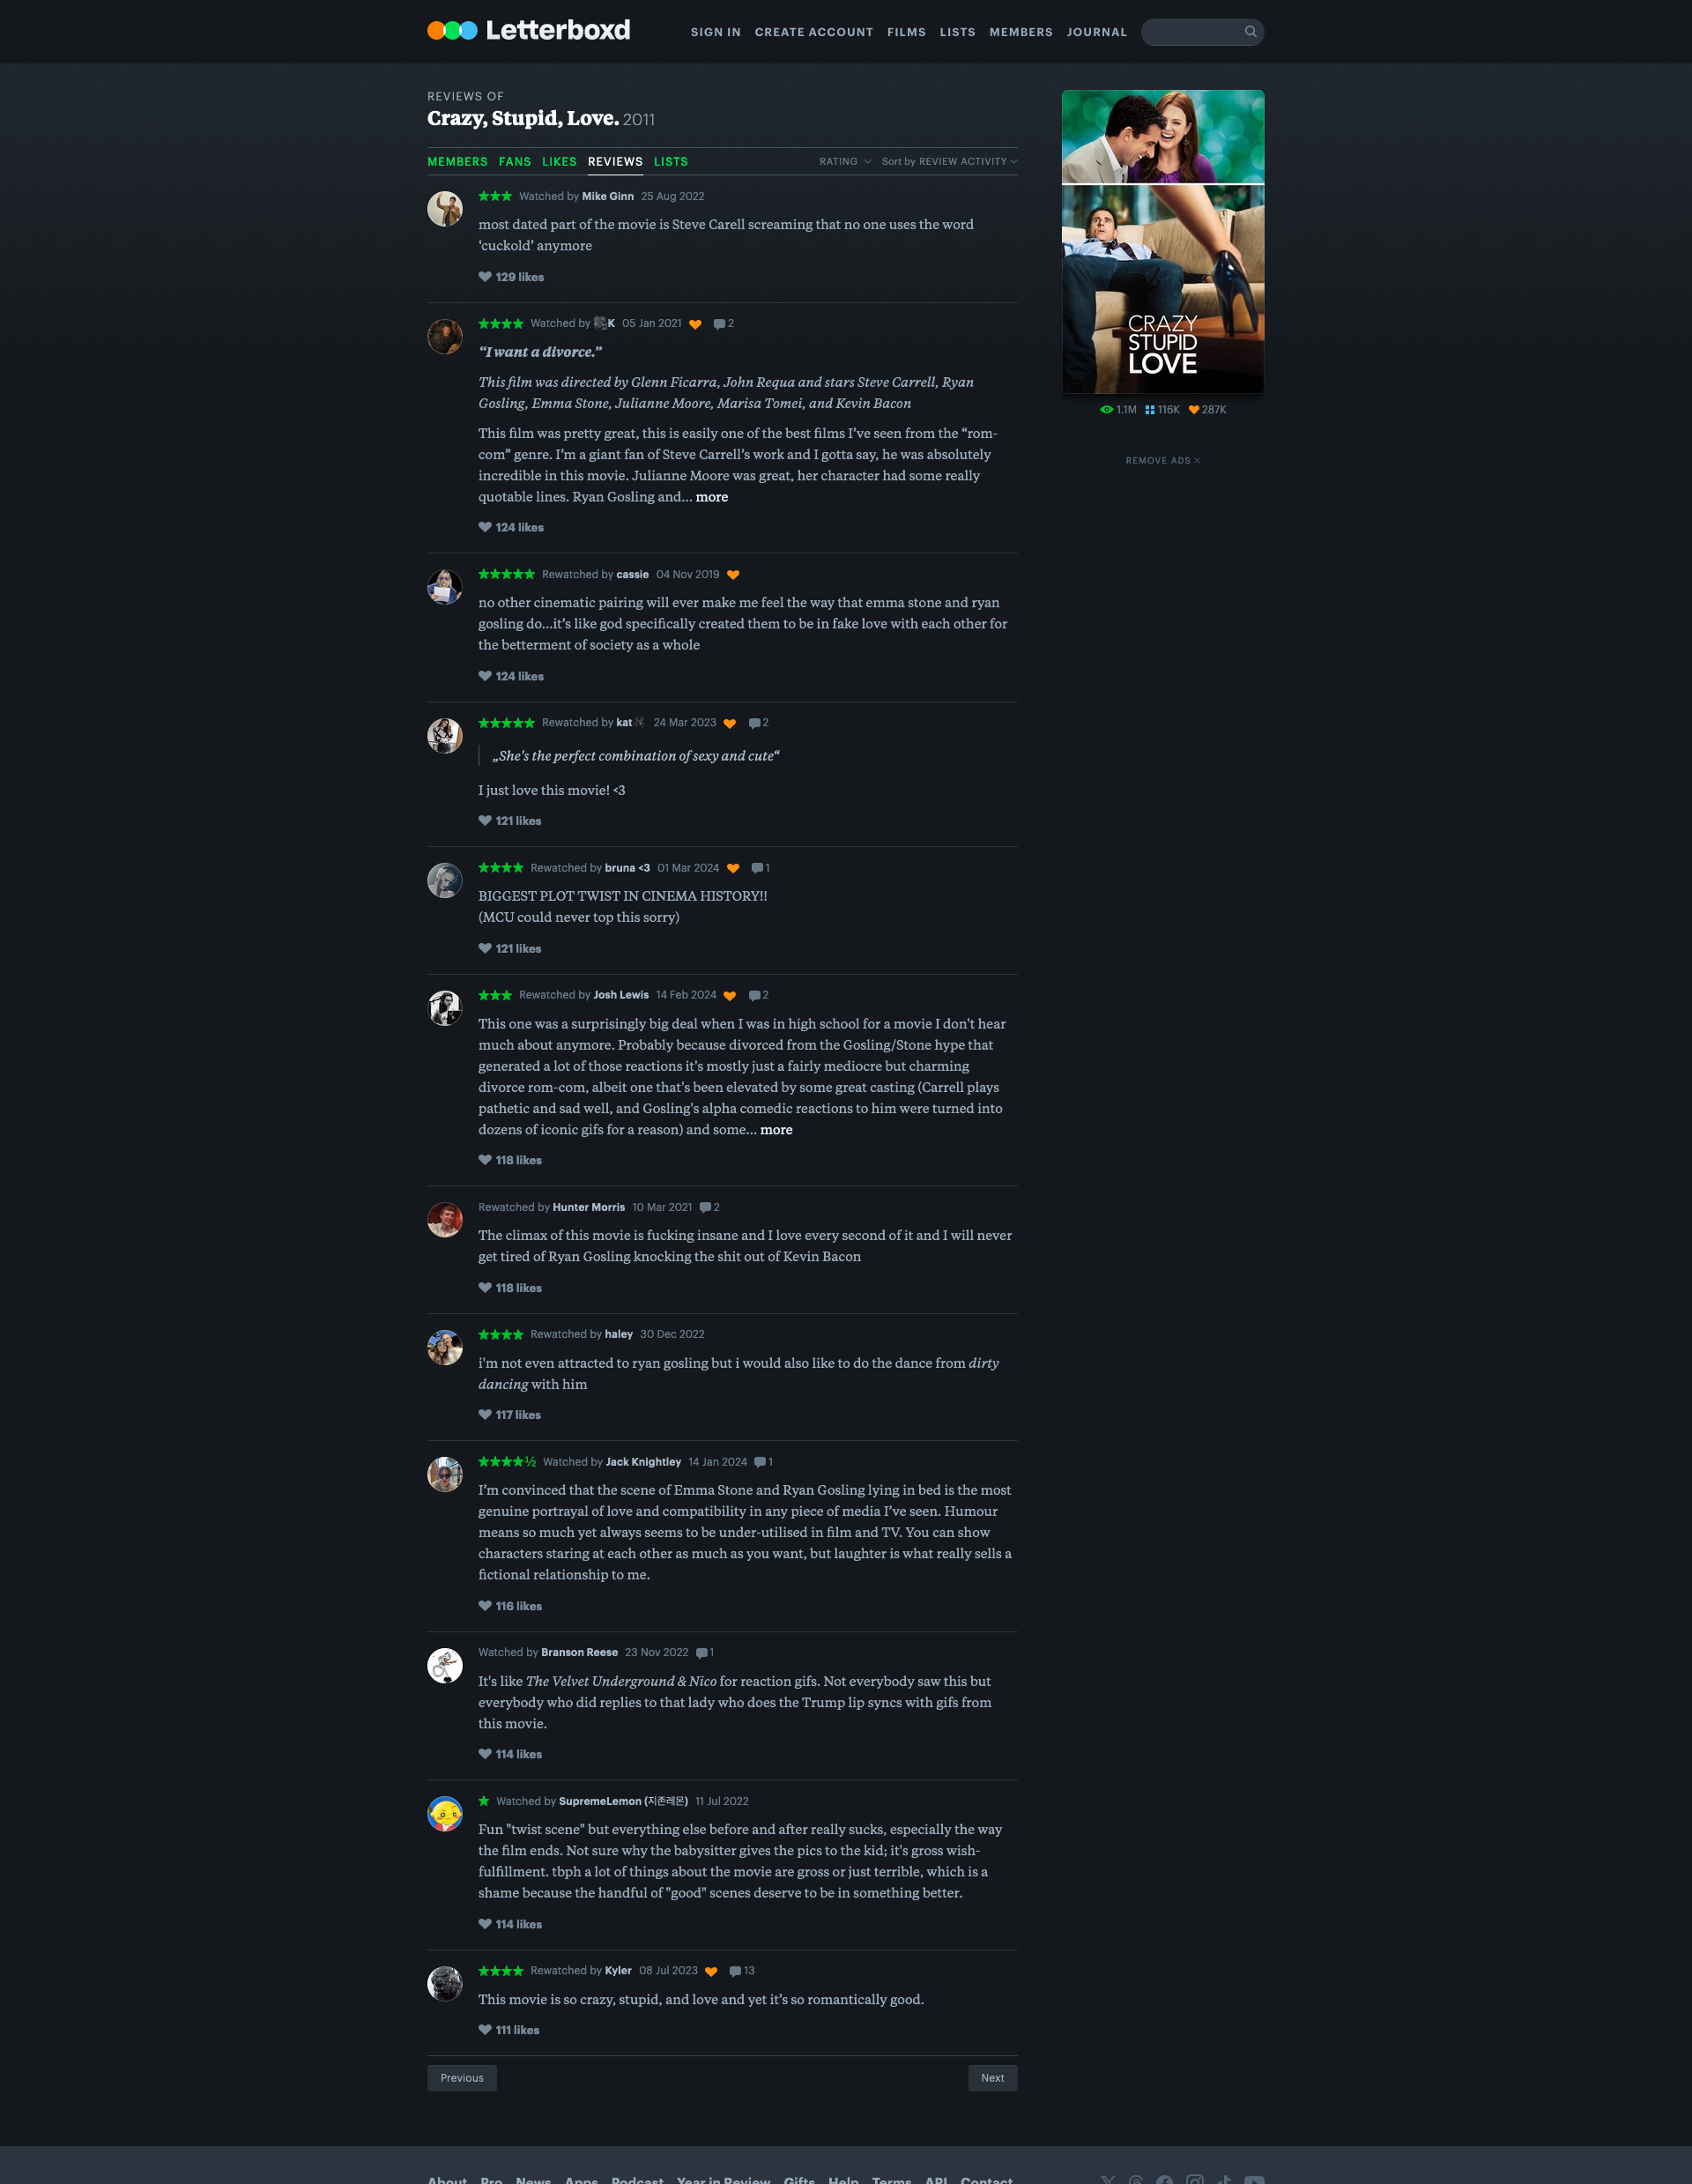 Letterboxd
SIGN IN CREATE ACCOUNT FILMS LISTS MEMBERS JOURNAL
REVIEWS OF
Crazy, Stupid, Love. 2011
MEMBERS FANS LIKES REVIEWS LISTS RATING Sort by REVIEW ACTIVITY
★★★ Watched by Mike Ginn 25 Aug 2022
most dated part of the movie is Steve Carell screaming that no one uses the word
‘cuckold’ anymore
129 likes
★★★★ Watched by K 05 Jan 2021 2
“I want a divorce.”
This film was directed by Glenn Ficarra, John Requa and stars Steve Carrell, Ryan
Gosling, Emma Stone, Julianne Moore, Marisa Tomei, and Kevin Bacon
This film was pretty great, this is easily one of the best films I’ve seen from the “rom-
com” genre. I’m a giant fan of Steve Carrell’s work and I gotta say, he was absolutely
incredible in this movie. Julianne Moore was great, her character had some really
quotable lines. Ryan Gosling and… more
124 likes
★★★★★ Rewatched by cassie 04 Nov 2019
no other cinematic pairing will ever make me feel the way that emma stone and ryan
gosling do...it’s like god specifically created them to be in fake love with each other for
the betterment of society as a whole
124 likes
★★★★★ Rewatched by kat 24 Mar 2023 2
„She's the perfect combination of sexy and cute“
I just love this movie! <3
121 likes
★★★★ Rewatched by bruna <3 01 Mar 2024 1
BIGGEST PLOT TWIST IN CINEMA HISTORY!!
(MCU could never top this sorry)
121 likes
★★★ Rewatched by Josh Lewis 14 Feb 2024 2
This one was a surprisingly big deal when I was in high school for a movie I don't hear
much about anymore. Probably because divorced from the Gosling/Stone hype that
generated a lot of those reactions it's mostly just a fairly mediocre but charming
divorce rom-com, albeit one that's been elevated by some great casting (Carrell plays
pathetic and sad well, and Gosling's alpha comedic reactions to him were turned into
dozens of iconic gifs for a reason) and some… more
118 likes
Rewatched by Hunter Morris 10 Mar 2021 2
The climax of this movie is fucking insane and I love every second of it and I will never
get tired of Ryan Gosling knocking the shit out of Kevin Bacon
118 likes
★★★★ Rewatched by haley 30 Dec 2022
i'm not even attracted to ryan gosling but i would also like to do the dance from dirty
dancing with him
117 likes
★★★★½ Watched by Jack Knightley 14 Jan 2024 1
I’m convinced that the scene of Emma Stone and Ryan Gosling lying in bed is the most
genuine portrayal of love and compatibility in any piece of media I’ve seen. Humour
means so much yet always seems to be under-utilised in film and TV. You can show
characters staring at each other as much as you want, but laughter is what really sells a
fictional relationship to me.
116 likes
Watched by Branson Reese 23 Nov 2022 1
It's like The Velvet Underground & Nico for reaction gifs. Not everybody saw this but
everybody who did replies to that lady who does the Trump lip syncs with gifs from
this movie.
114 likes
★ Watched by SupremeLemon (지존레몬) 11 Jul 2022
Fun "twist scene" but everything else before and after really sucks, especially the way
the film ends. Not sure why the babysitter gives the pics to the kid; it's gross wish-
fulfillment. tbph a lot of things about the movie are gross or just terrible, which is a
shame because the handful of "good" scenes deserve to be in something better.
114 likes
★★★★ Rewatched by Kyler 08 Jul 2023 13
This movie is so crazy, stupid, and love and yet it’s so romantically good.
111 likes
Previous Next
CRAZY
STUPID
LOVE
1.1M 116K 287K
REMOVE ADS
About Pro News Apps Podcast Year in Review Gifts Help Terms API Contact